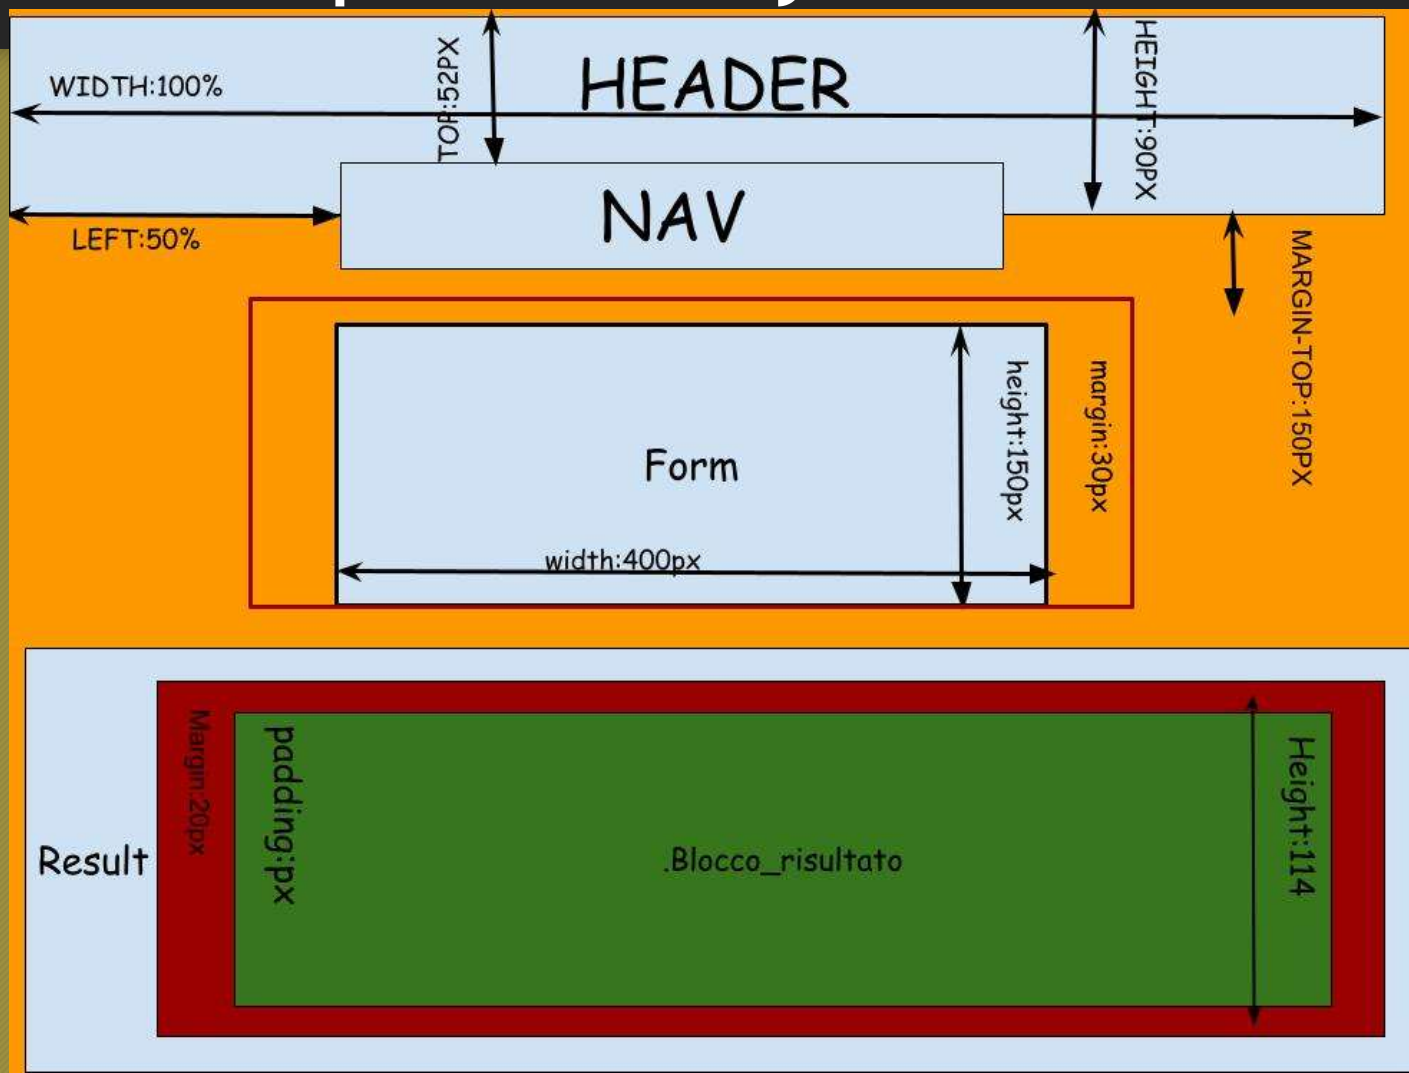 WIDTH:100%
TOP:52PX
HEADER
HEIGHT:90PX
LEFT:50%
NAV
MARGIN-TOP:150PX
Form
height:150px
margin:30px
width:400px
Result
Margin:20px
padding:px
.Blocco_risultato
Height:114